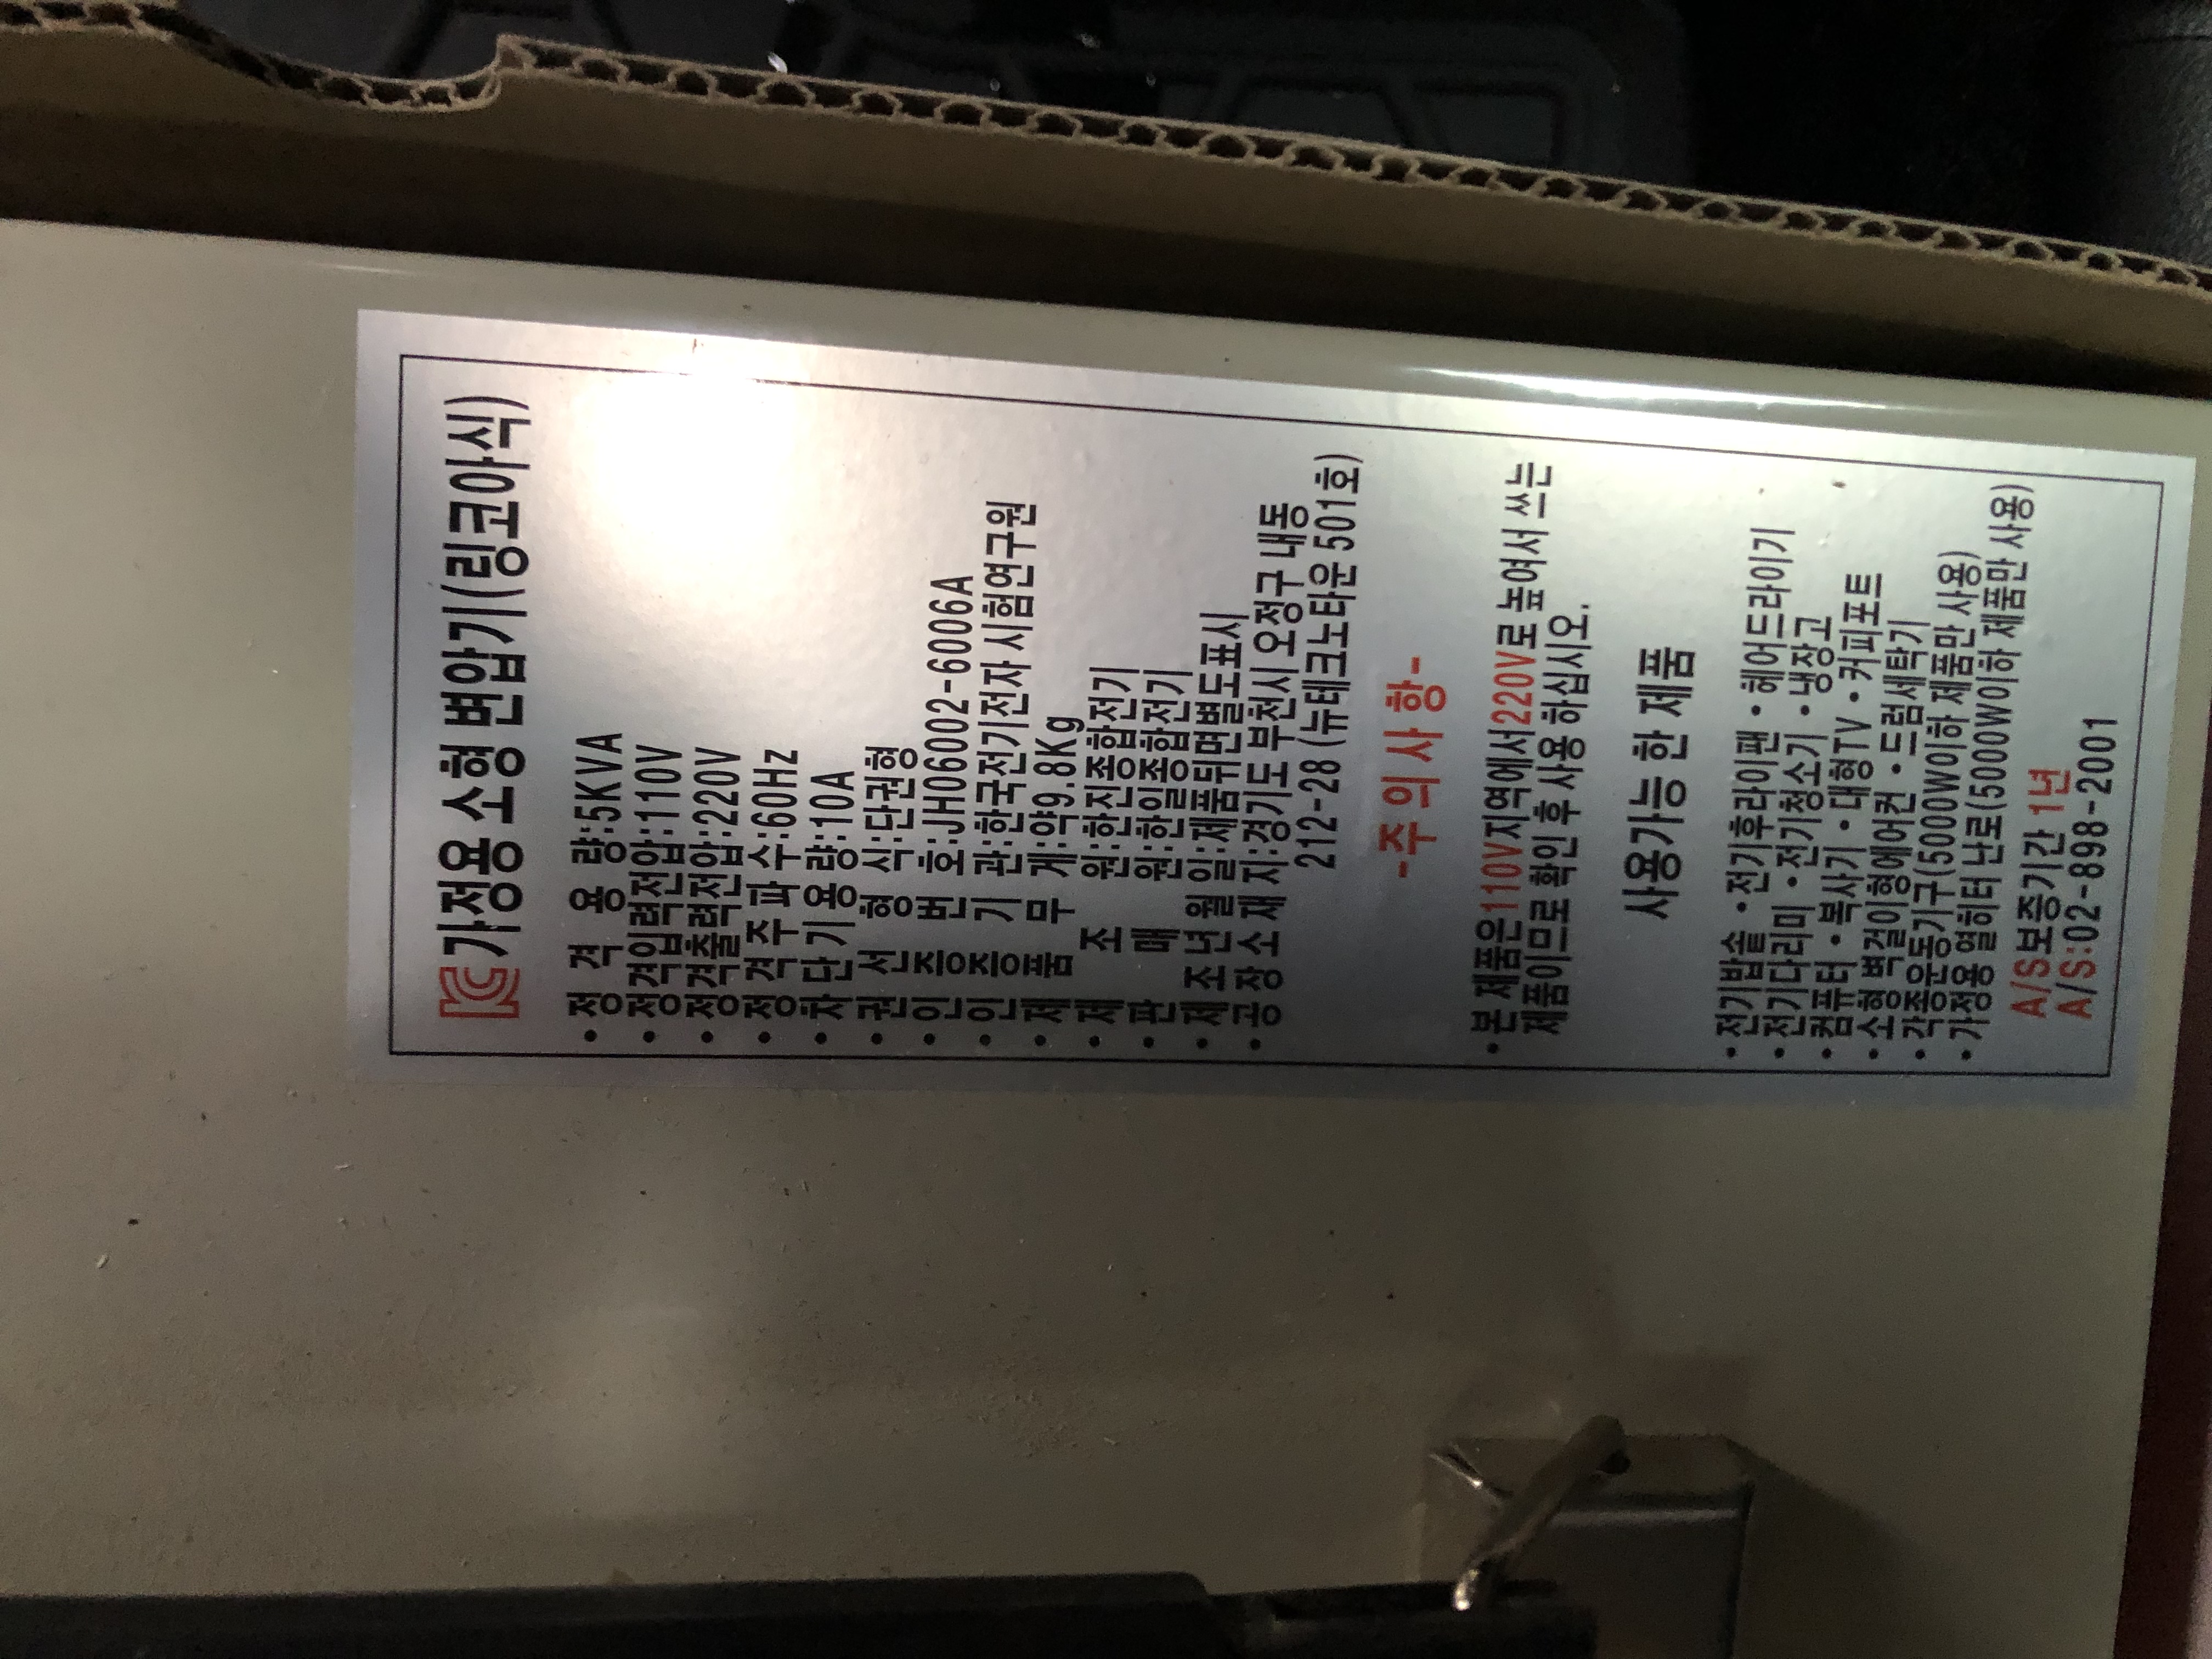 가정용 소형 변압기(링코아식)
• 정격용량:5KVA
• 정격입력전압:110V
• 정격출력전압:220V
• 정격주파수:60Hz
• 차단기용량:10A
• 권선형식:단권형
• 인증번호:JH06002-6006A
• 인증기관:한국전기전자시험연구원
• 제품무게:약9.8Kg
• 제조원:한진종합전기
• 판매원:한일종합전기
• 제조년월일:제품뒤면별도표시
• 공장소재지:경기도 부천시 오정구 내동
212-28 (뉴테크노타운 501호)
-주의사항-
• 본 제품은110V지역에서220V로 높여서 쓰는
제품이므로 확인 후 사용 하십시오.
사용가능 한 제품
• 전기밥솥 • 전기후라이팬 • 헤어드라이기
• 전기다리미 • 전기청소기 • 냉장고
• 컴퓨터 • 복사기 • 대형TV • 커피포트
• 소형 벽걸이형에어컨 • 드럼세탁기
• 각종운동기구(5000W이하 제품만 사용)
• 가정용 열히터 난로(5000W이하 제품만 사용)
A/S보증기간 1년
A/S:02-898-2001